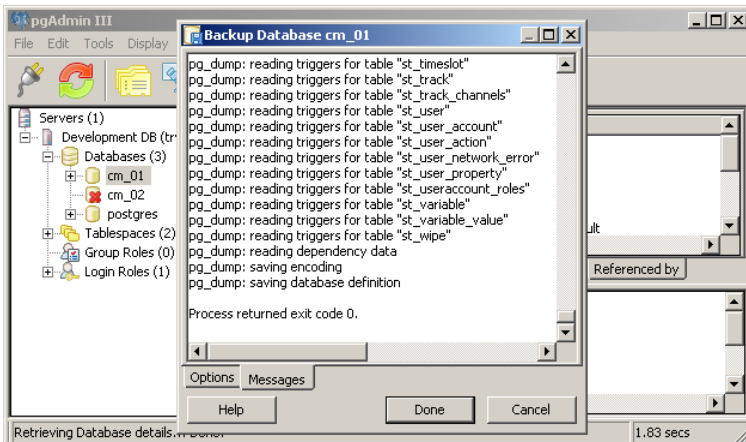 pgAdmin III
File Edit Tools Display
Servers (1)
Development DB (tr
Databases (3)
cm_01
cm_02
postgres
Tablespaces (2)
Group Roles (0)
Login Roles (1)
Backup Database cm_01
pg_dump: reading triggers for table "st_timeslot"
pg_dump: reading triggers for table "st_track"
pg_dump: reading triggers for table "st_track_channels"
pg_dump: reading triggers for table "st_user"
pg_dump: reading triggers for table "st_user_account"
pg_dump: reading triggers for table "st_user_action"
pg_dump: reading triggers for table "st_user_network_error"
pg_dump: reading triggers for table "st_user_property"
pg_dump: reading triggers for table "st_useraccount_roles"
pg_dump: reading triggers for table "st_variable"
pg_dump: reading triggers for table "st_variable_value"
pg_dump: reading triggers for table "st_wipe"
pg_dump: reading dependency data
pg_dump: saving encoding
pg_dump: saving database definition
Process returned exit code 0.
Options Messages
Help Done Cancel
ult
Referenced by
Retrieving Database details...
1.83 secs